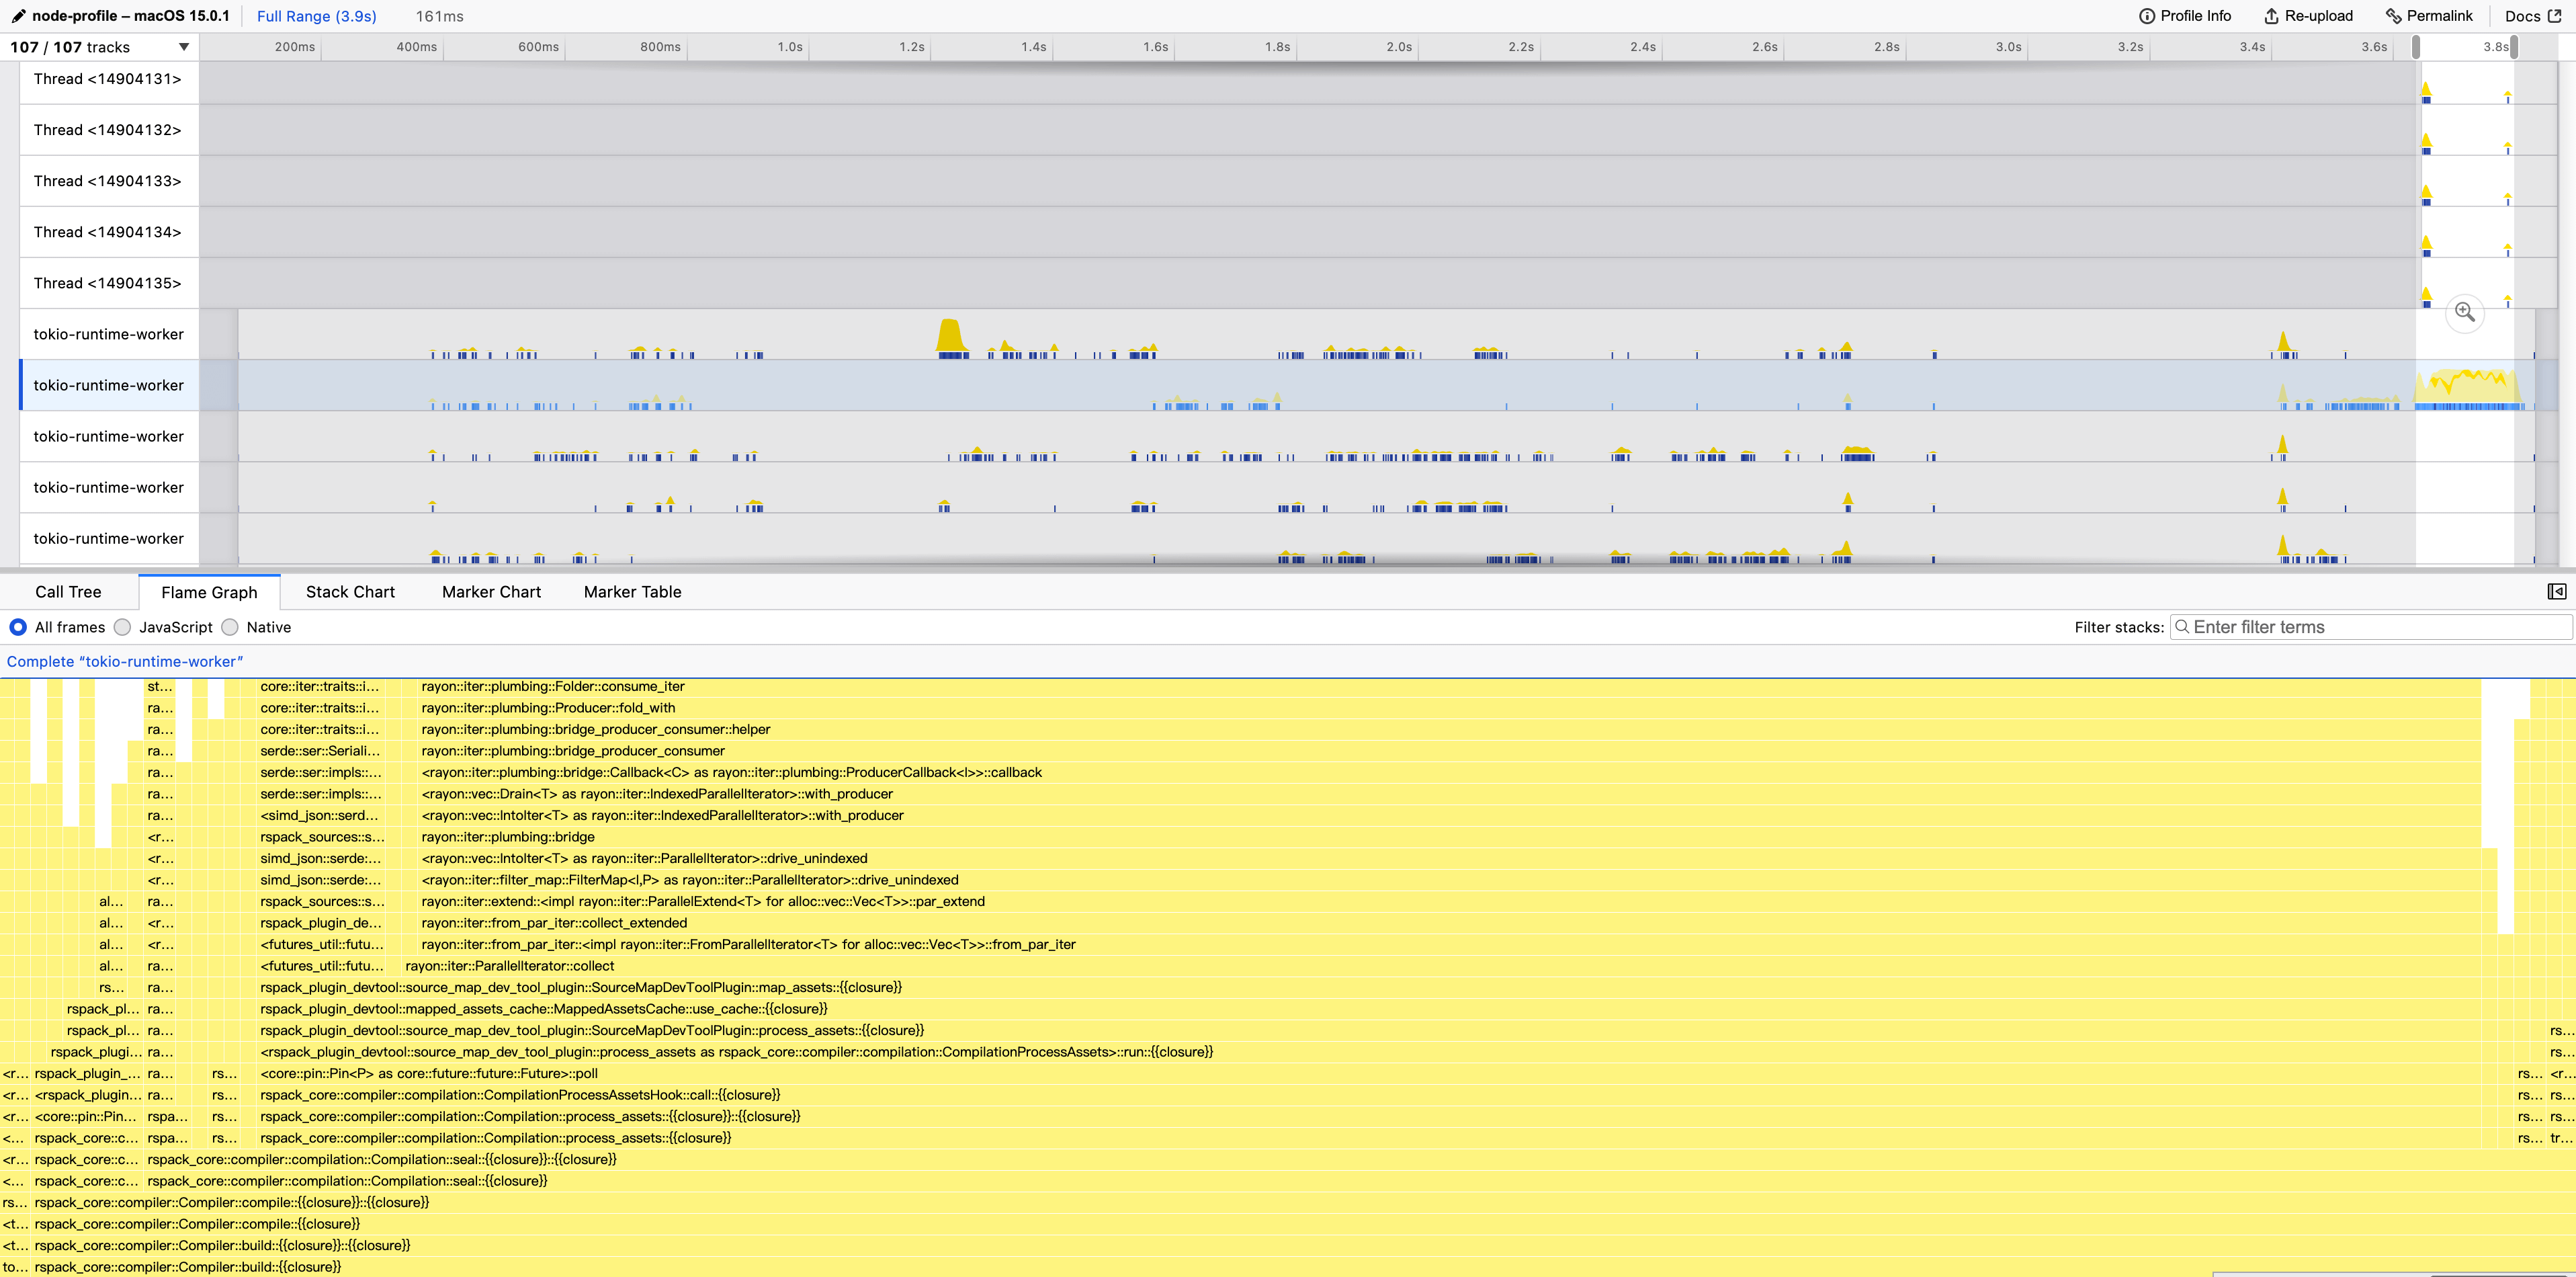 node-profile – macOS 15.0.1 Full Range (3.9s) 161ms Profile Info Re-upload Permalink Docs
107 / 107 tracks 200ms 400ms 600ms 800ms 1.0s 1.2s 1.4s 1.6s 1.8s 2.0s 2.2s 2.4s 2.6s 2.8s 3.0s 3.2s 3.4s 3.6s 3.8s
Thread <14904131>
Thread <14904132>
Thread <14904133>
Thread <14904134>
Thread <14904135>
tokio-runtime-worker
tokio-runtime-worker
tokio-runtime-worker
tokio-runtime-worker
tokio-runtime-worker
Call Tree Flame Graph Stack Chart Marker Chart Marker Table
All frames JavaScript Native Filter stacks: Enter filter terms
Complete “tokio-runtime-worker”
st... core::iter::traits::i... rayon::iter::plumbing::Folder::consume_iter
ra... core::iter::traits::i... rayon::iter::plumbing::Producer::fold_with
ra... core::iter::traits::i... rayon::iter::plumbing::bridge_producer_consumer::helper
ra... serde::ser::Seriali... rayon::iter::plumbing::bridge_producer_consumer
ra... serde::ser::impls::... <rayon::iter::plumbing::bridge::Callback<C> as rayon::iter::plumbing::ProducerCallback<I>>::callback
ra... serde::ser::impls::... <rayon::vec::Drain<T> as rayon::iter::IndexedParallelIterator>::with_producer
ra... <simd_json::serd... <rayon::vec::IntoIter<T> as rayon::iter::IndexedParallelIterator>::with_producer
<r... rspack_sources::s... rayon::iter::plumbing::bridge
<r... simd_json::serde:... <rayon::vec::IntoIter<T> as rayon::iter::ParallelIterator>::drive_unindexed
<r... simd_json::serde:... <rayon::iter::filter_map::FilterMap<I,P> as rayon::iter::ParallelIterator>::drive_unindexed
al... ra... rspack_sources::s... rayon::iter::extend::<impl rayon::iter::ParallelExtend<T> for alloc::vec::Vec<T>>::par_extend
al... <r... rspack_plugin_de... rayon::iter::from_par_iter::collect_extended
al... <r... <futures_util::futu... rayon::iter::from_par_iter::<impl rayon::iter::FromParallelIterator<T> for alloc::vec::Vec<T>>::from_par_iter
al... ra... <futures_util::futu... rayon::iter::ParallelIterator::collect
rs... ra... rspack_plugin_devtool::source_map_dev_tool_plugin::SourceMapDevToolPlugin::map_assets::{{closure}}
rspack_pl... ra... rspack_plugin_devtool::mapped_assets_cache::MappedAssetsCache::use_cache::{{closure}}
rspack_pl... ra... rspack_plugin_devtool::source_map_dev_tool_plugin::SourceMapDevToolPlugin::process_assets::{{closure}} rs...
rspack_plugi... ra... <rspack_plugin_devtool::source_map_dev_tool_plugin::process_assets as rspack_core::compiler::compilation::CompilationProcessAssets>::run::{{closure}} rs...
<r... rspack_plugin_... ra... rs... <core::pin::Pin<P> as core::future::future::Future>::poll rs... <r...
<r... <rspack_plugin... ra... rs... rspack_core::compiler::compilation::CompilationProcessAssetsHook::call::{{closure}} rs... rs...
<r... <core::pin::Pin... rspa... rs... rspack_core::compiler::compilation::Compilation::process_assets::{{closure}}::{{closure}} rs... rs...
<... rspack_core::c... rspa... rs... rspack_core::compiler::compilation::Compilation::process_assets::{{closure}} rs... tr...
<r... rspack_core::c... rspack_core::compiler::compilation::Compilation::seal::{{closure}}::{{closure}}
<... rspack_core::c... rspack_core::compiler::compilation::Compilation::seal::{{closure}}
rs... rspack_core::compiler::Compiler::compile::{{closure}}::{{closure}}
<t... rspack_core::compiler::Compiler::compile::{{closure}}
<t... rspack_core::compiler::Compiler::build::{{closure}}::{{closure}}
to... rspack_core::compiler::Compiler::build::{{closure}}